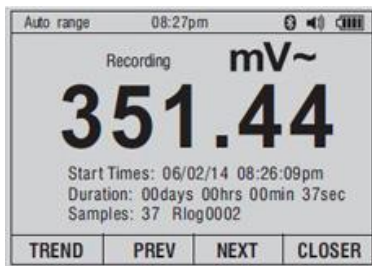 Auto range 08:27pm
Recording mV~
351.44
Start Times: 06/02/14 08:26:09pm
Duration: 00days 00hrs 00min 37sec
Samples: 37 Rlog0002
TREND PREV NEXT CLOSER